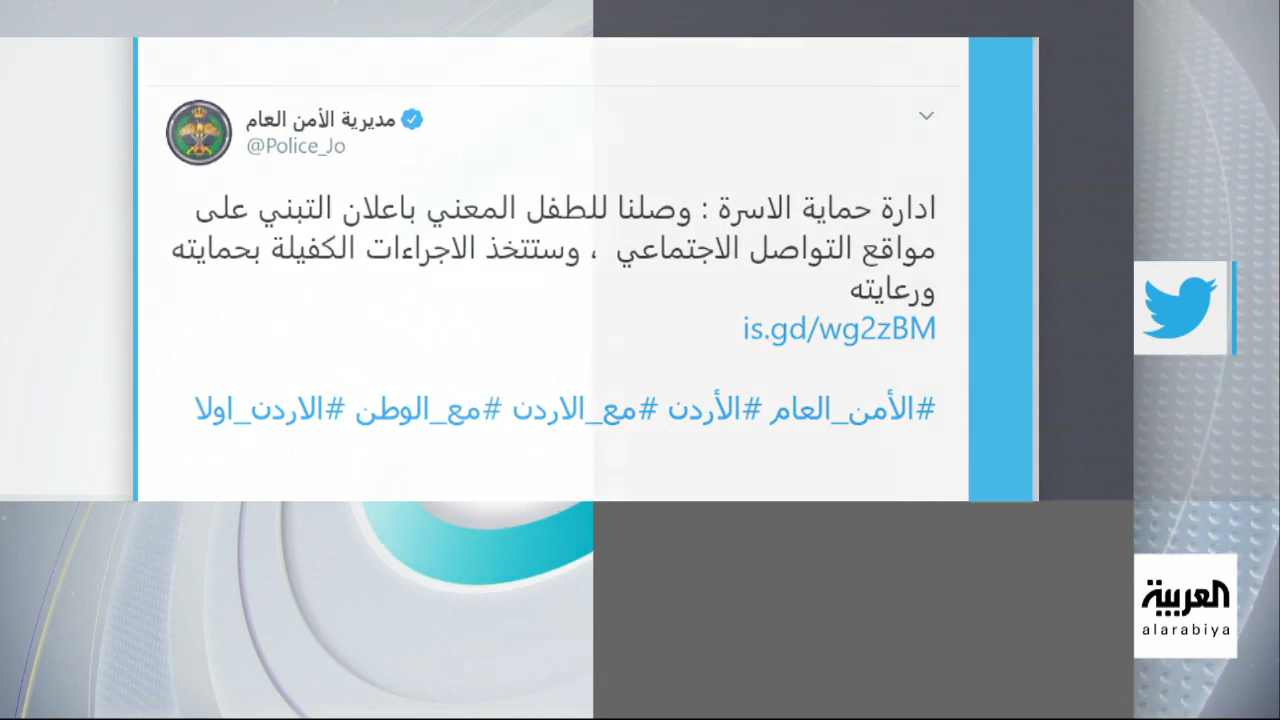 مديرية الأمن العام
@Police_Jo
ادارة حماية الاسرة : وصلنا للطفل المعني باعلان التبني على
مواقع التواصل الاجتماعي ، وستتخذ الاجراءات الكفيلة بحمايته
ورعايته
is.gd/wg2zBM
#الأمن_العام #الأردن #مع_الاردن #مع_الوطن #الاردن_اولا
العربية
alarabiya